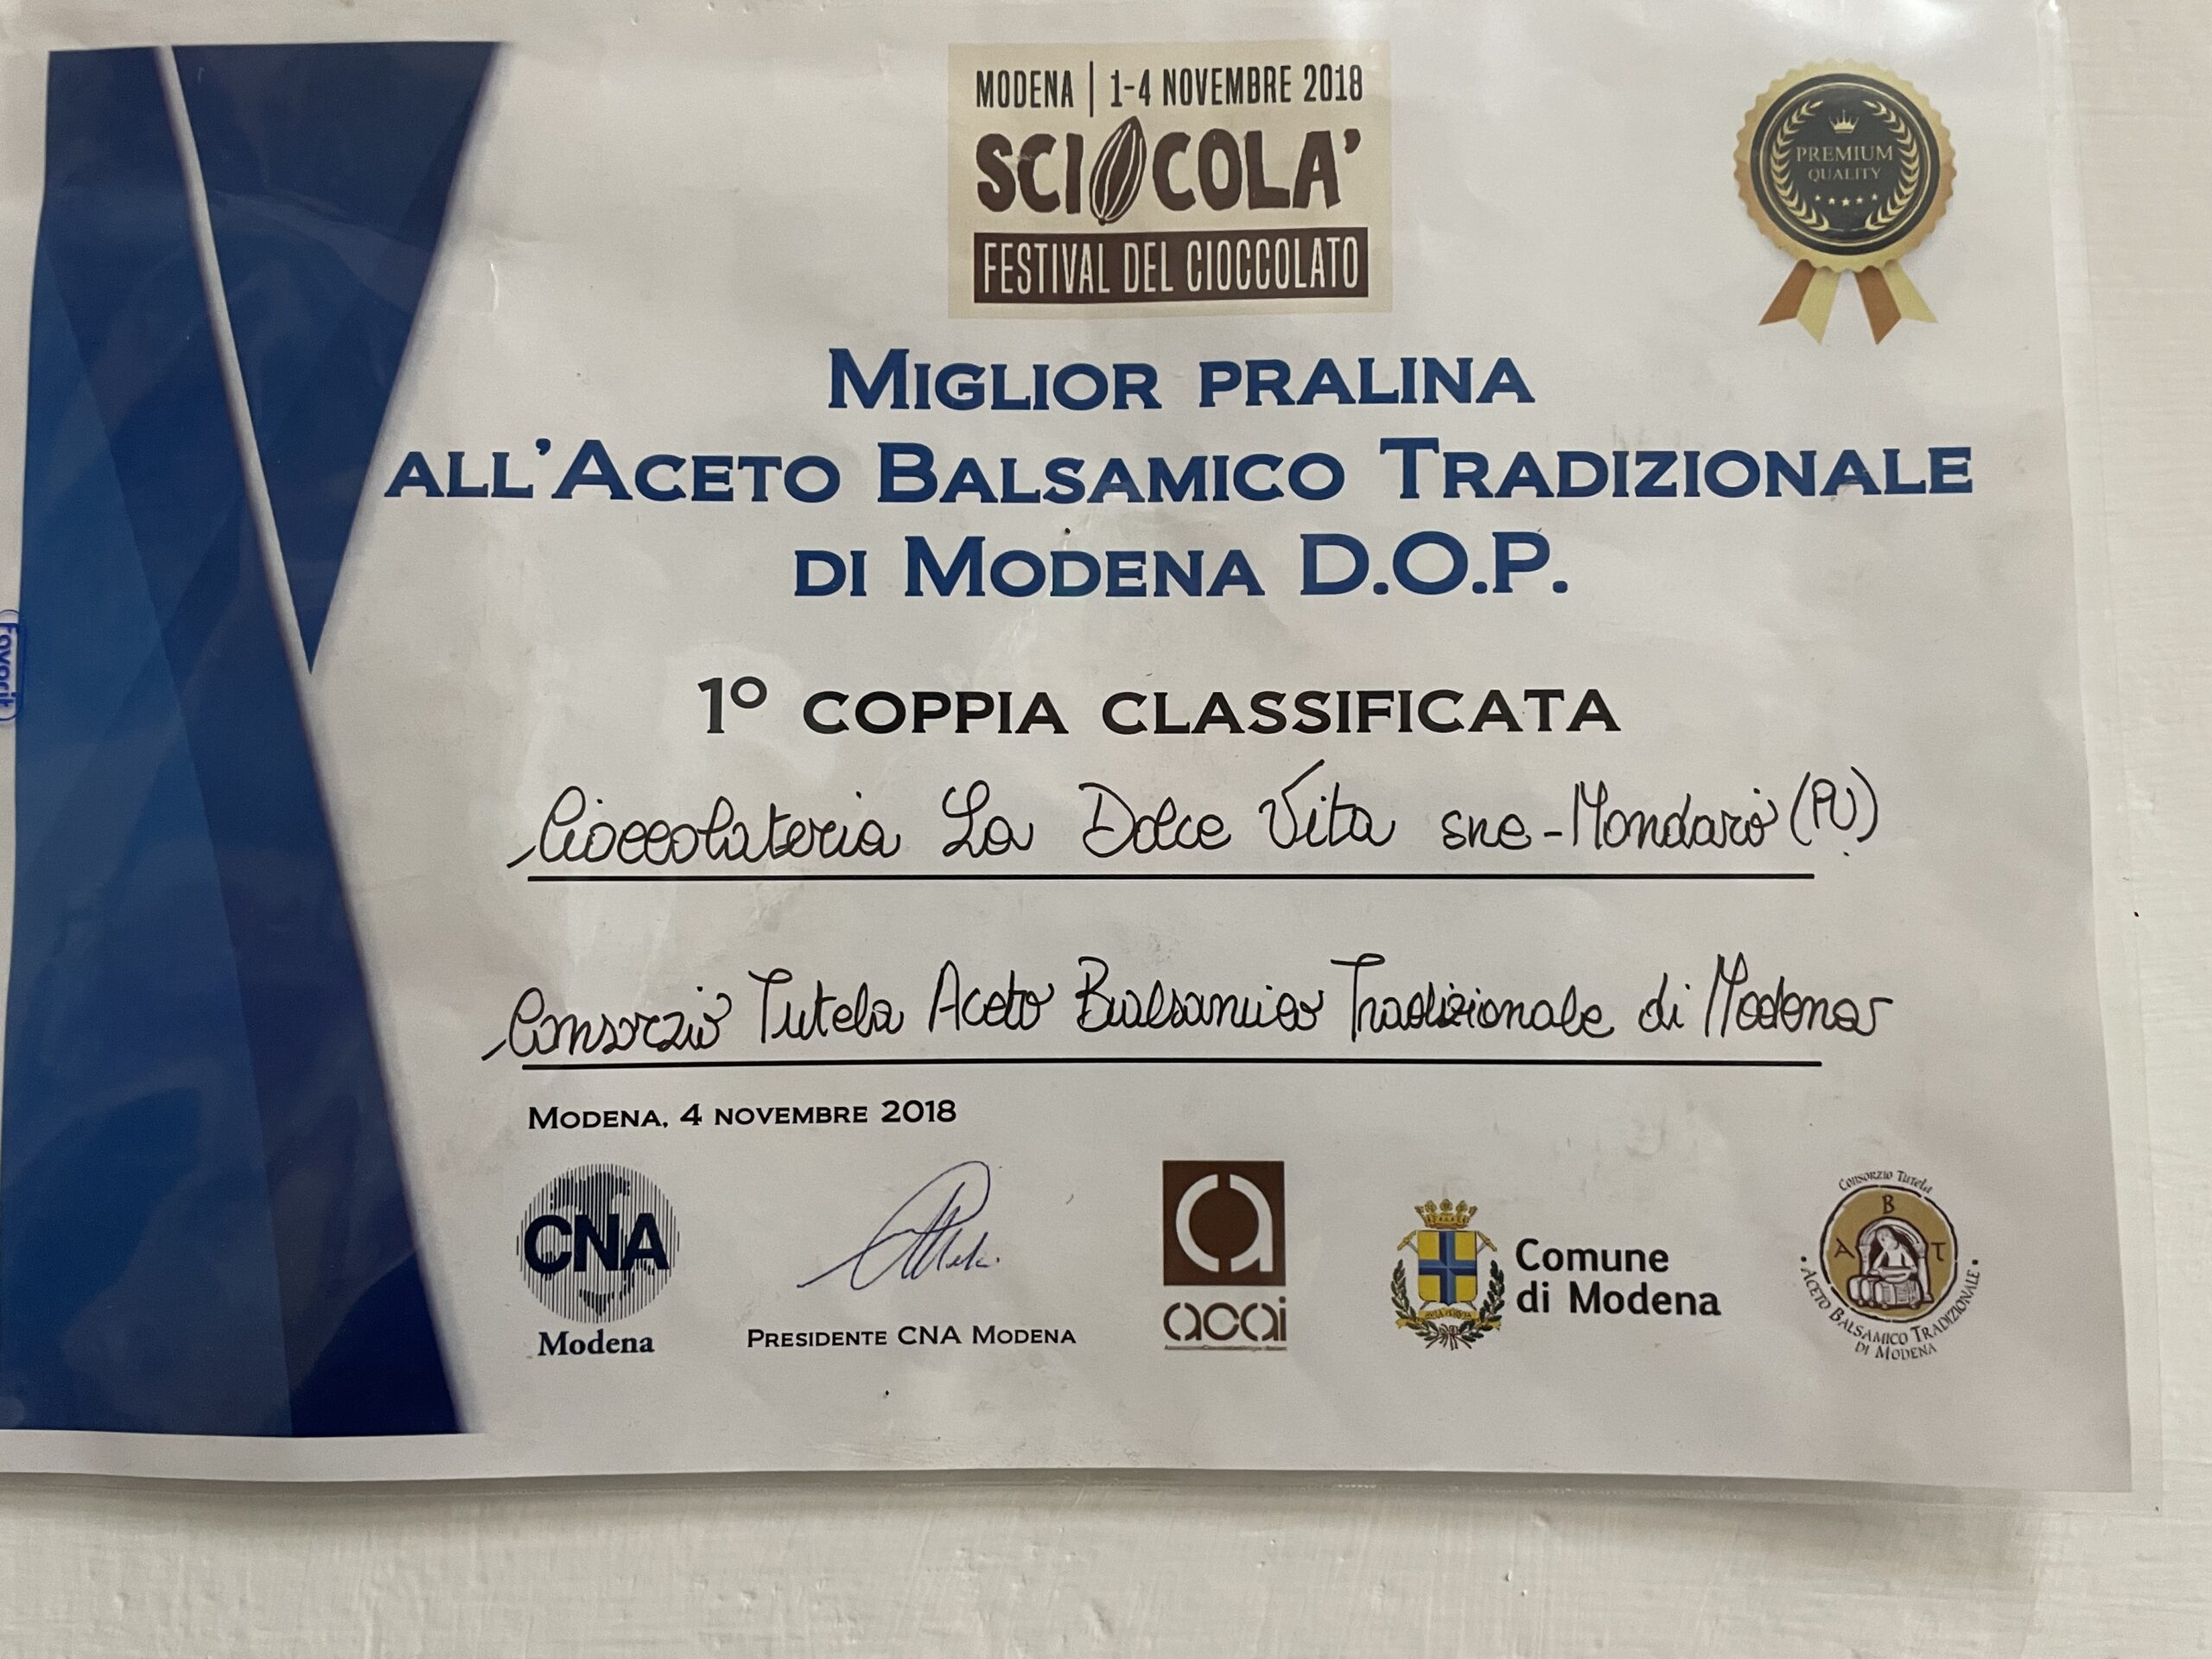 MODENA | 1-4 NOVEMBRE 2018
SCIOCOLA'
FESTIVAL DEL CIOCCOLATO
PREMIUM
QUALITY
MIGLIOR PRALINA
ALL'ACETO BALSAMICO TRADIZIONALE
DI MODENA D.O.P.
1° COPPIA CLASSIFICATA
Cioccolateria La Dolce Vita snc - Mondavio (PU)
Consorzio Tutela Aceto Balsamico Tradizionale di Modena
MODENA, 4 NOVEMBRE 2018
CNA
Modena
PRESIDENTE CNA MODENA
acai
Comune
di Modena
CONSORZIO TUTELA
A B T
ACETO BALSAMICO TRADIZIONALE
DI MODENA
Favorit